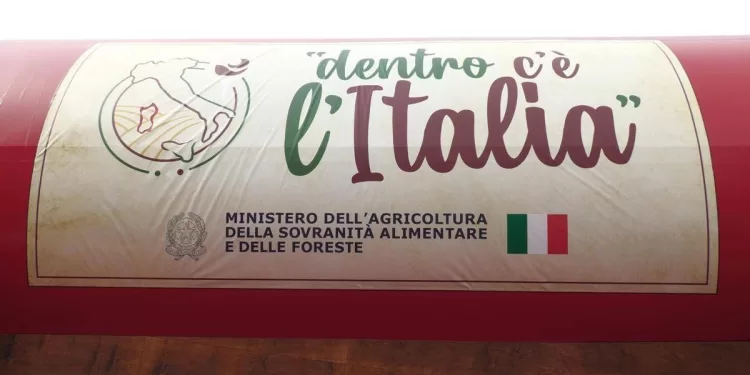 "dentro c'è
l'Italia"
MINISTERO DELL'AGRICOLTURA
DELLA SOVRANITÀ ALIMENTARE
E DELLE FORESTE